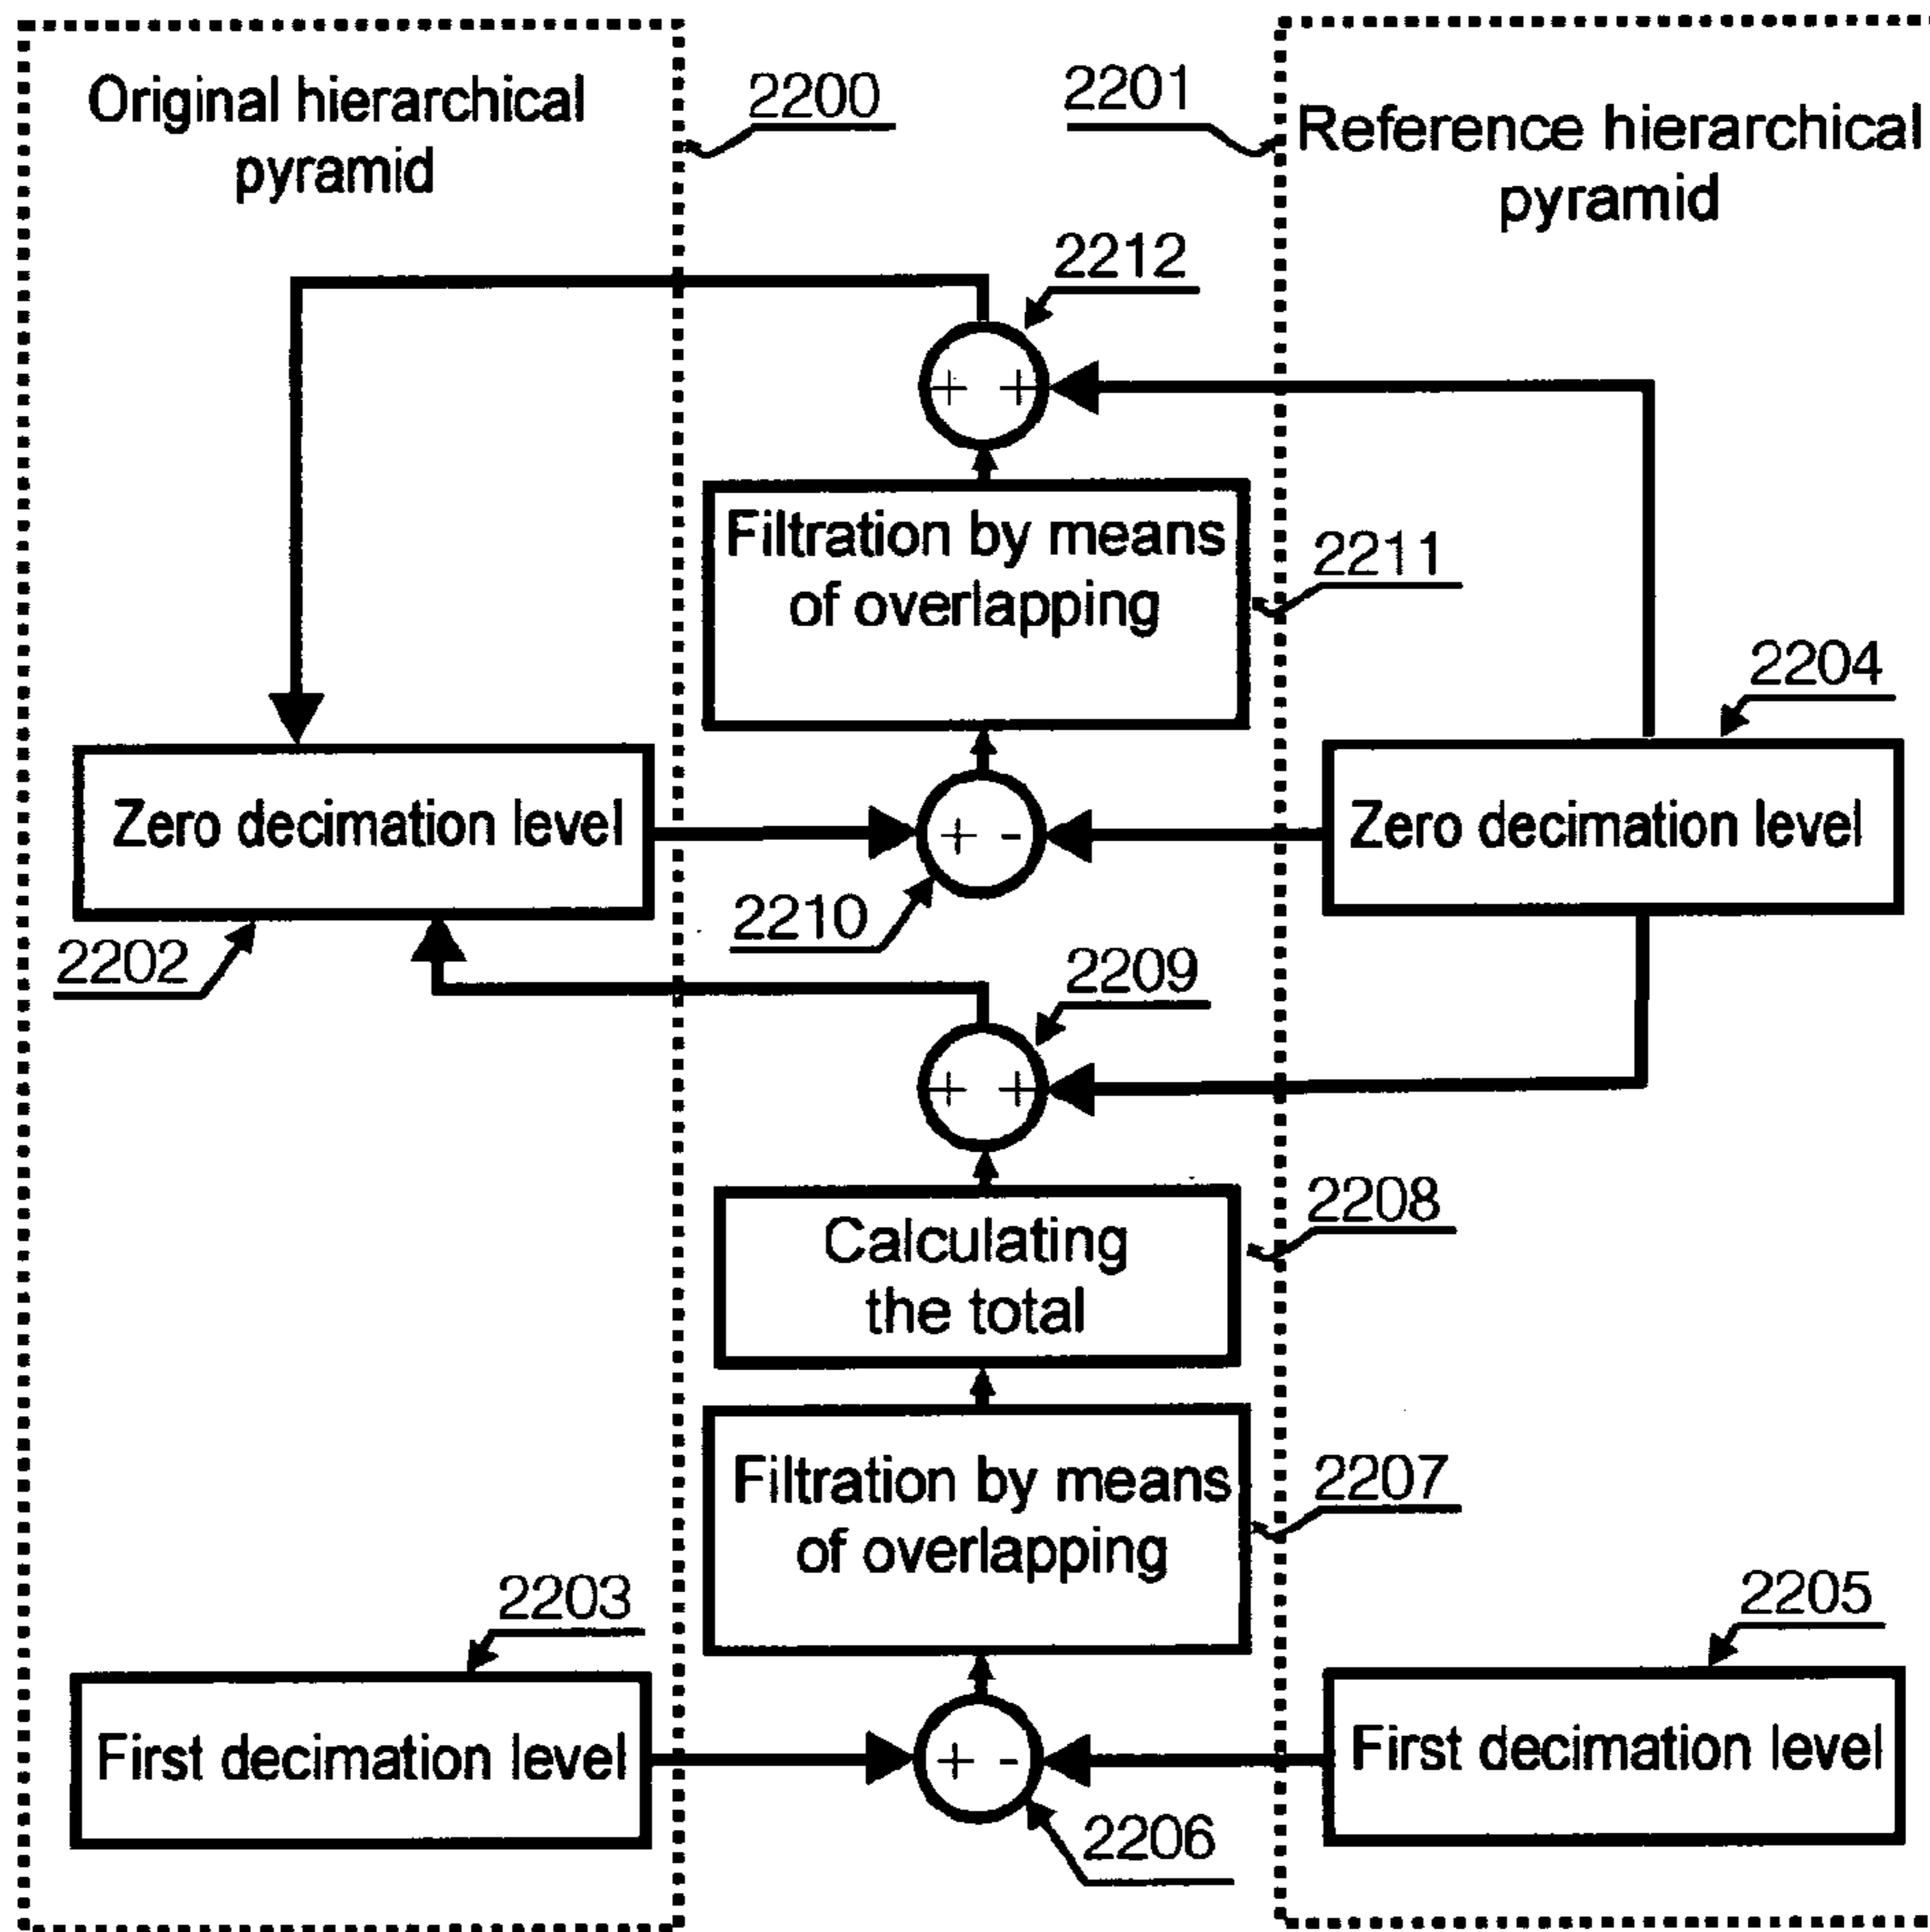 Original hierarchical
pyramid
2200
2201
Reference hierarchical
pyramid
2212
+ +
Filtration by means
of overlapping
2211
2204
Zero decimation level
+ -
Zero decimation level
2210
2202
2209
+ +
2208
Calculating
the total
Filtration by means
of overlapping
2207
2203
2205
First decimation level
+ -
First decimation level
2206